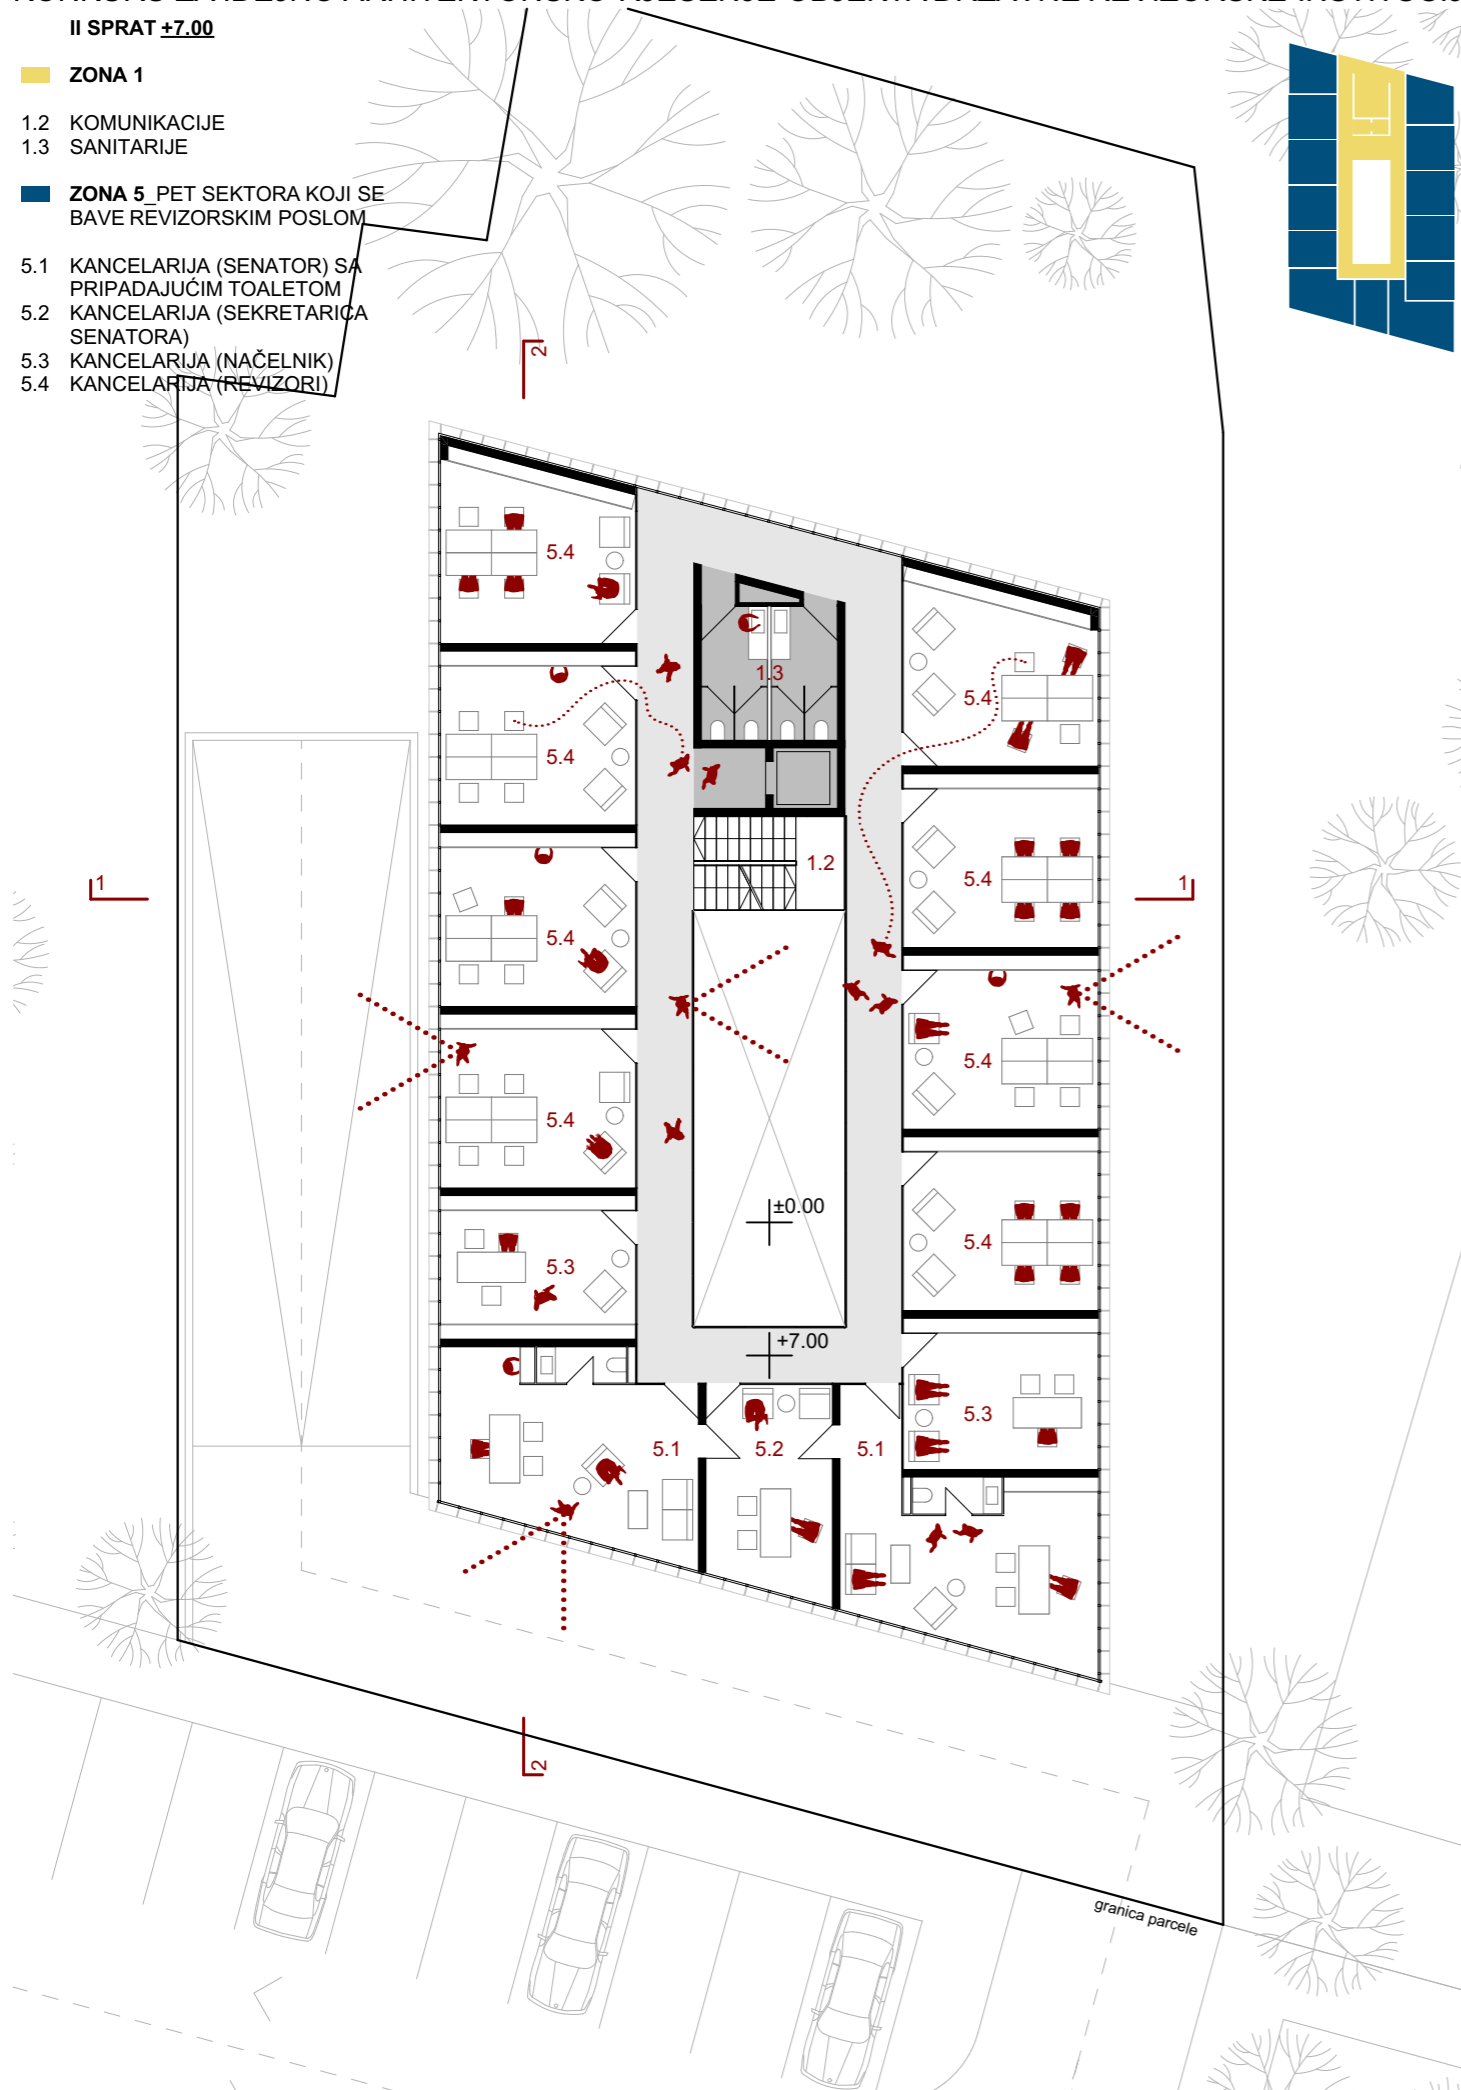 II SPRAT +7.00
ZONA 1
1.2 KOMUNIKACIJE
1.3 SANITARIJE
ZONA 5_PET SEKTORA KOJI SE
BAVE REVIZORSKIM POSLOM
5.1 KANCELARIJA (SENATOR) SA
PRIPADAJUĆIM TOALETOM
5.2 KANCELARIJA (SEKRETARICA
SENATORA)
5.3 KANCELARIJA (NAČELNIK)
5.4 KANCELARIJA (REVIZORI)
2
5.4
1.3
5.4
5.4
5.4
1.2
5.4
1
1
5.4
5.4
5.4
±0.00
5.4
5.3
+7.00
5.3
5.1
5.2
5.1
2
granica parcele